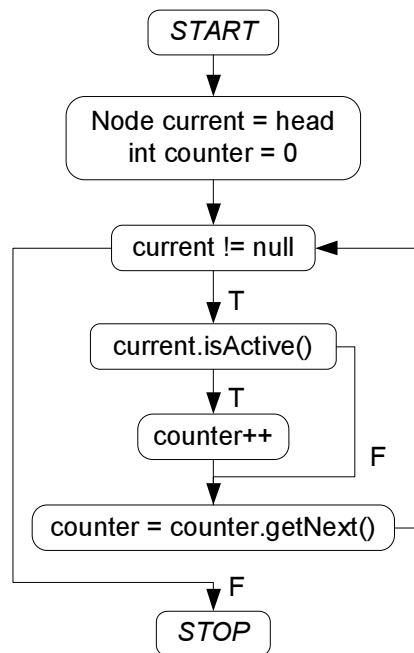 START
Node current = head
int counter = 0
current != null
T
current.isActive()
T
counter++
F
counter = counter.getNext()
F
STOP